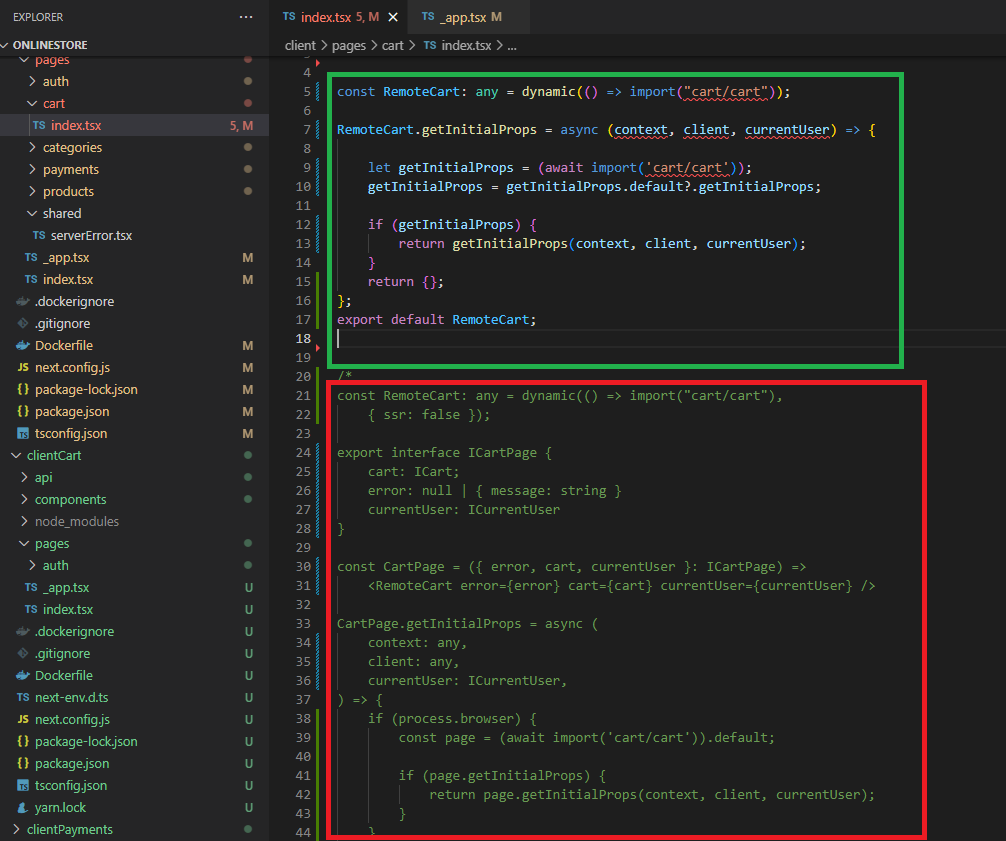 EXPLORER
...
ONLINESTORE
pages
auth
cart
TS index.tsx 5, M
categories
payments
products
shared
TS serverError.tsx
TS _app.tsx M
TS index.tsx M
.dockerignore
.gitignore
Dockerfile M
JS next.config.js M
{} package-lock.json M
{} package.json M
TS tsconfig.json M
clientCart
api
components
node_modules
pages
auth
TS _app.tsx U
TS index.tsx U
.dockerignore U
.gitignore U
Dockerfile U
TS next-env.d.ts U
JS next.config.js U
{} package-lock.json U
{} package.json U
TS tsconfig.json U
yarn.lock U
clientPayments
TS index.tsx 5, M ×
TS _app.tsx M
client > pages > cart > TS index.tsx > ...
4
5 const RemoteCart: any = dynamic(() => import("cart/cart"));
6
7 RemoteCart.getInitialProps = async (context, client, currentUser) => {
8
9 let getInitialProps = (await import('cart/cart'));
10 getInitialProps = getInitialProps.default?.getInitialProps;
11
12 if (getInitialProps) {
13 return getInitialProps(context, client, currentUser);
14 }
15 return {};
16 };
17 export default RemoteCart;
18
19
20 /*
21 const RemoteCart: any = dynamic(() => import("cart/cart"),
22 { ssr: false });
23
24 export interface ICartPage {
25 cart: ICart;
26 error: null | { message: string }
27 currentUser: ICurrentUser
28 }
29
30 const CartPage = ({ error, cart, currentUser }: ICartPage) =>
31 <RemoteCart error={error} cart={cart} currentUser={currentUser} />
32
33 CartPage.getInitialProps = async (
34 context: any,
35 client: any,
36 currentUser: ICurrentUser,
37 ) => {
38 if (process.browser) {
39 const page = (await import('cart/cart')).default;
40
41 if (page.getInitialProps) {
42 return page.getInitialProps(context, client, currentUser);
43 }
44 }